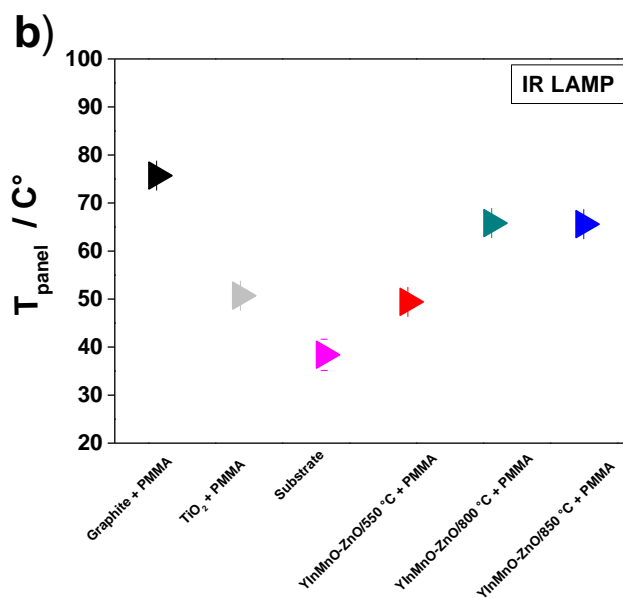 b)
IR LAMP
T_panel / C°
100
90
80
70
60
50
40
30
20
Graphite + PMMA
TiO₂ + PMMA
Substrate
YInMnO-ZnO/550 °C + PMMA
YInMnO-ZnO/800 °C + PMMA
YInMnO-ZnO/850 °C + PMMA